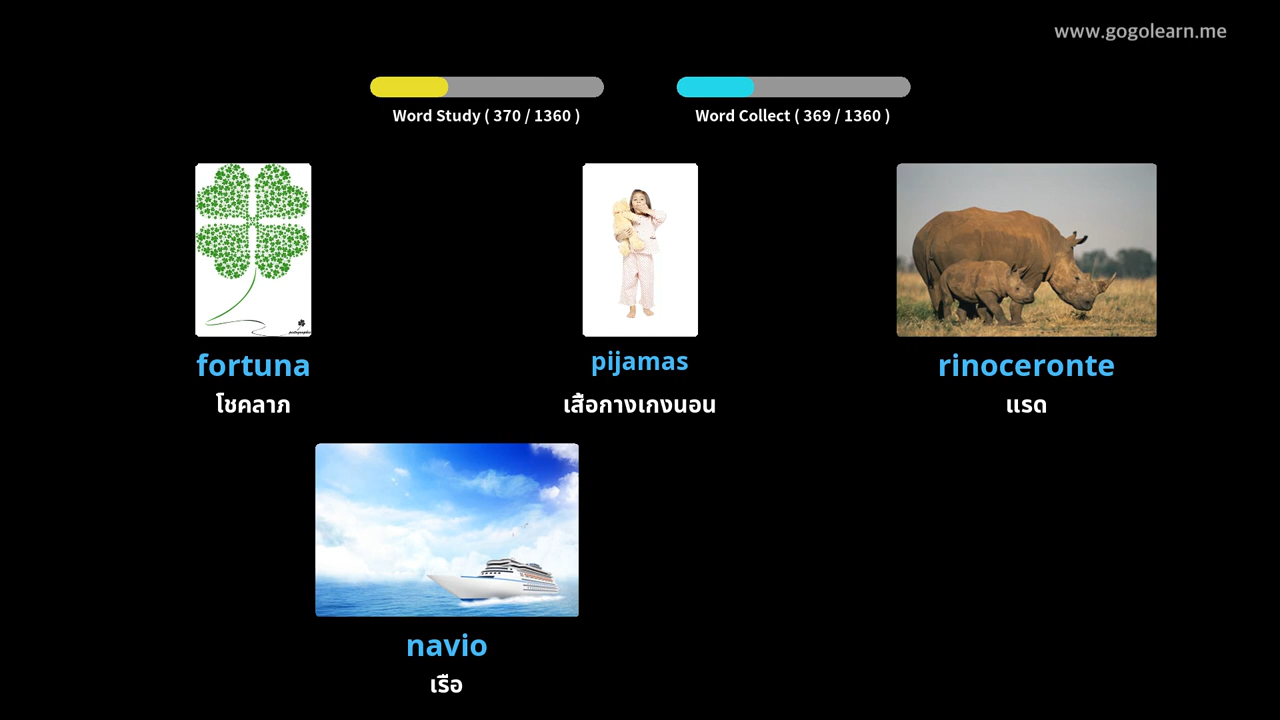 www.gogolearn.me
Word Study ( 370 / 1360 )
Word Collect ( 369 / 1360 )
fortuna
pijamas
rinoceronte
โชคลาภ
เสื้อกางเกงนอน
แรด
navio
เรือ